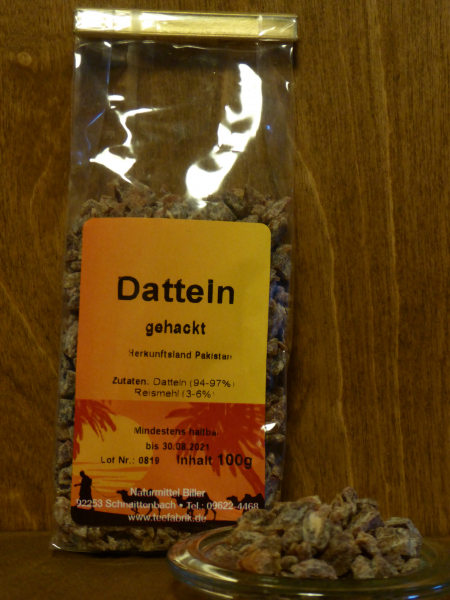 Datteln
gehackt
Herkunftsland Pakistan
Zutaten: Datteln (94-97%)
Reismehl (3-6%)
Mindestens haltbar
bis 30.08.2021
Lot Nr.: 0819 Inhalt 100g
Naturmittel Biller
92253 Schnaittenbach • Tel.: 09622-4468
www.teefabrik.de